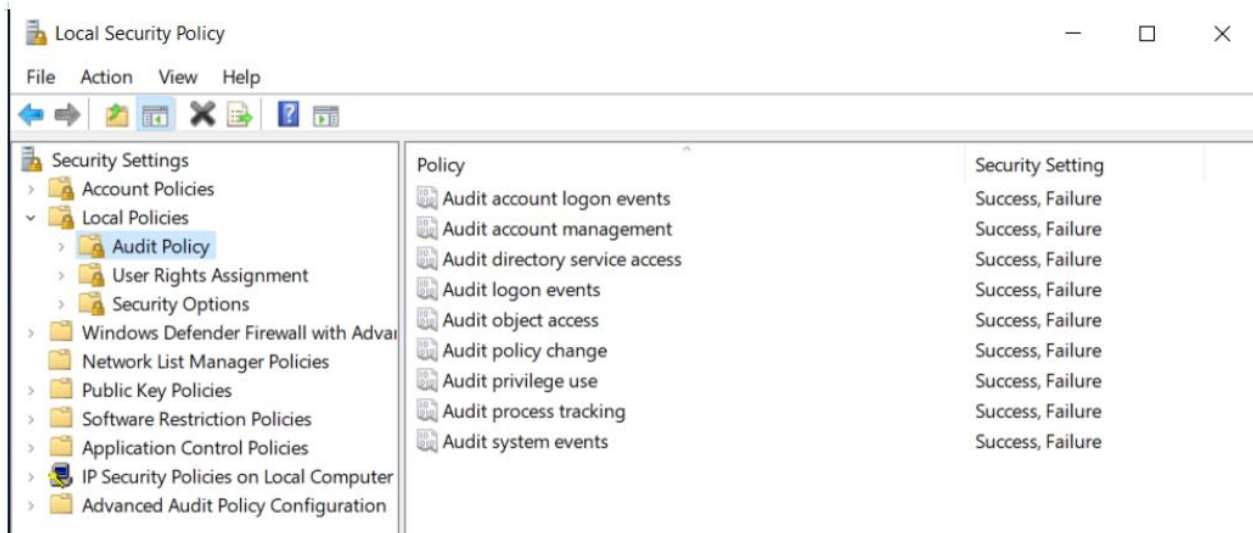 Local Security Policy
File Action View Help
Security Settings
Account Policies
Local Policies
Audit Policy
User Rights Assignment
Security Options
Windows Defender Firewall with Advar
Network List Manager Policies
Public Key Policies
Software Restriction Policies
Application Control Policies
IP Security Policies on Local Computer
Advanced Audit Policy Configuration
Policy Security Setting
Audit account logon events Success, Failure
Audit account management Success, Failure
Audit directory service access Success, Failure
Audit logon events Success, Failure
Audit object access Success, Failure
Audit policy change Success, Failure
Audit privilege use Success, Failure
Audit process tracking Success, Failure
Audit system events Success, Failure